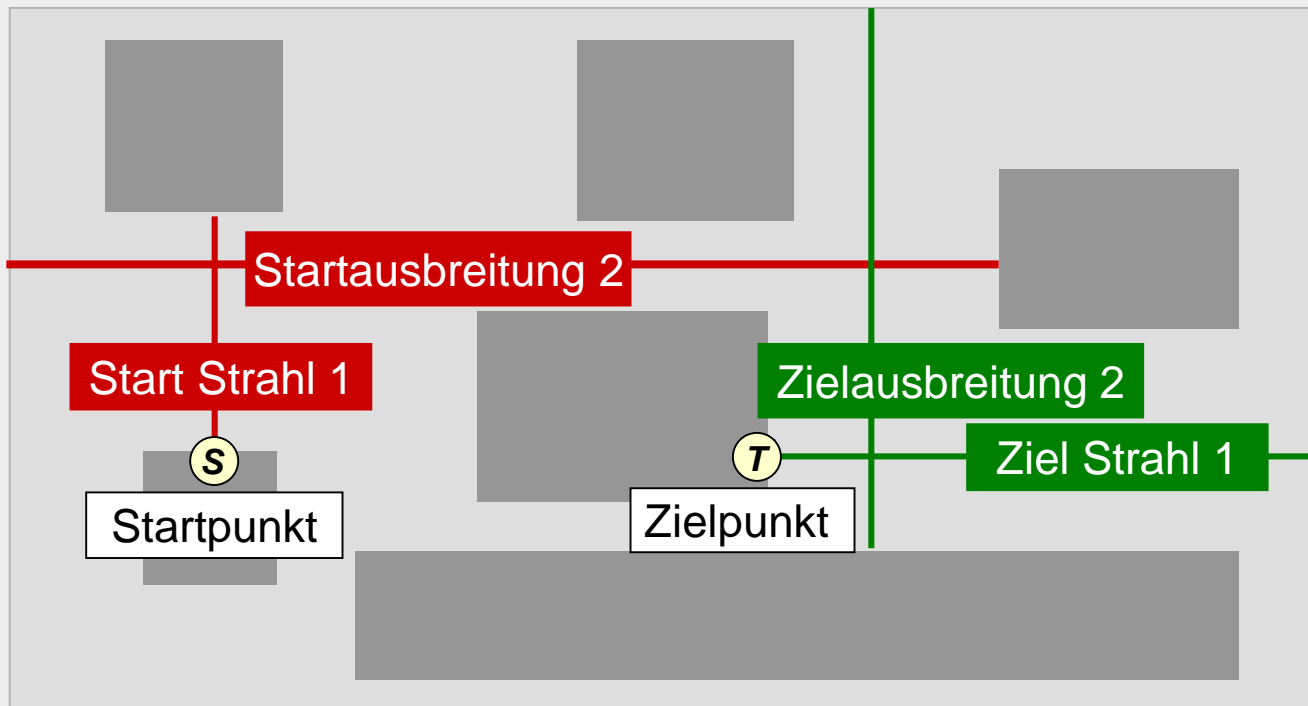 Startausbreitung 2
Start Strahl 1
Zielausbreitung 2
S
T
Ziel Strahl 1
Startpunkt
Zielpunkt